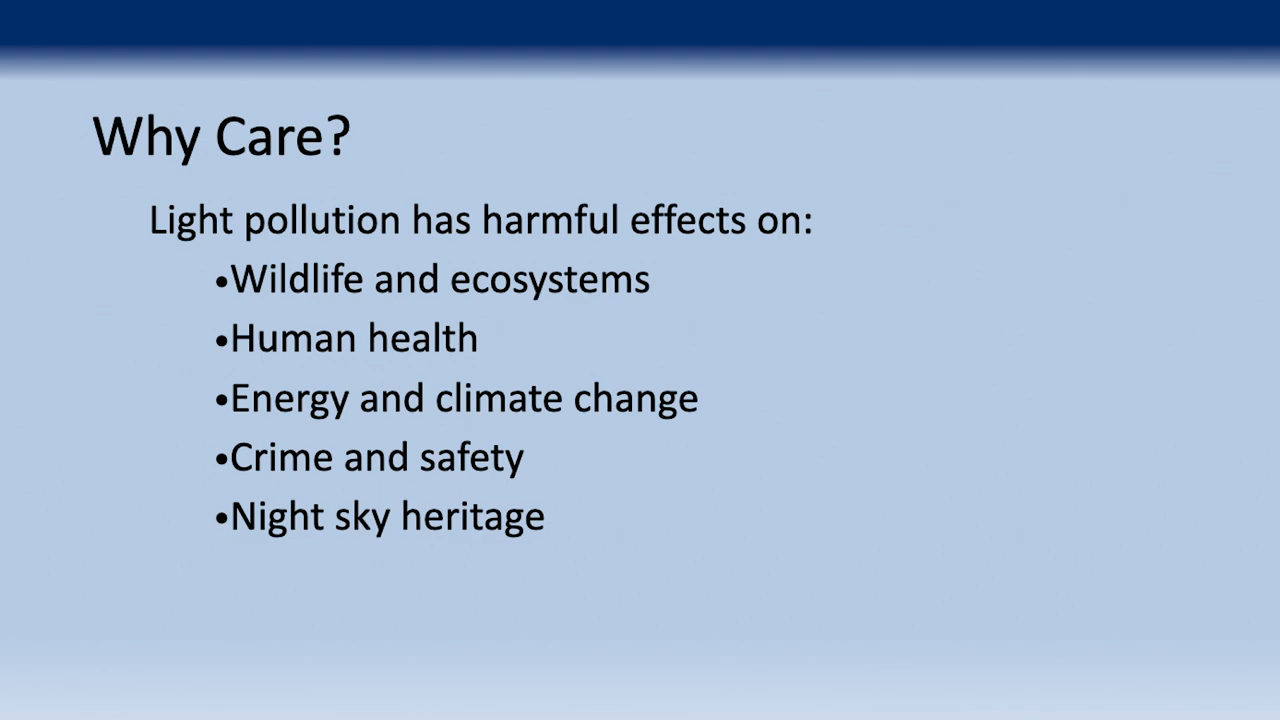 Why Care?
Light pollution has harmful effects on:
•Wildlife and ecosystems
•Human health
•Energy and climate change
•Crime and safety
•Night sky heritage